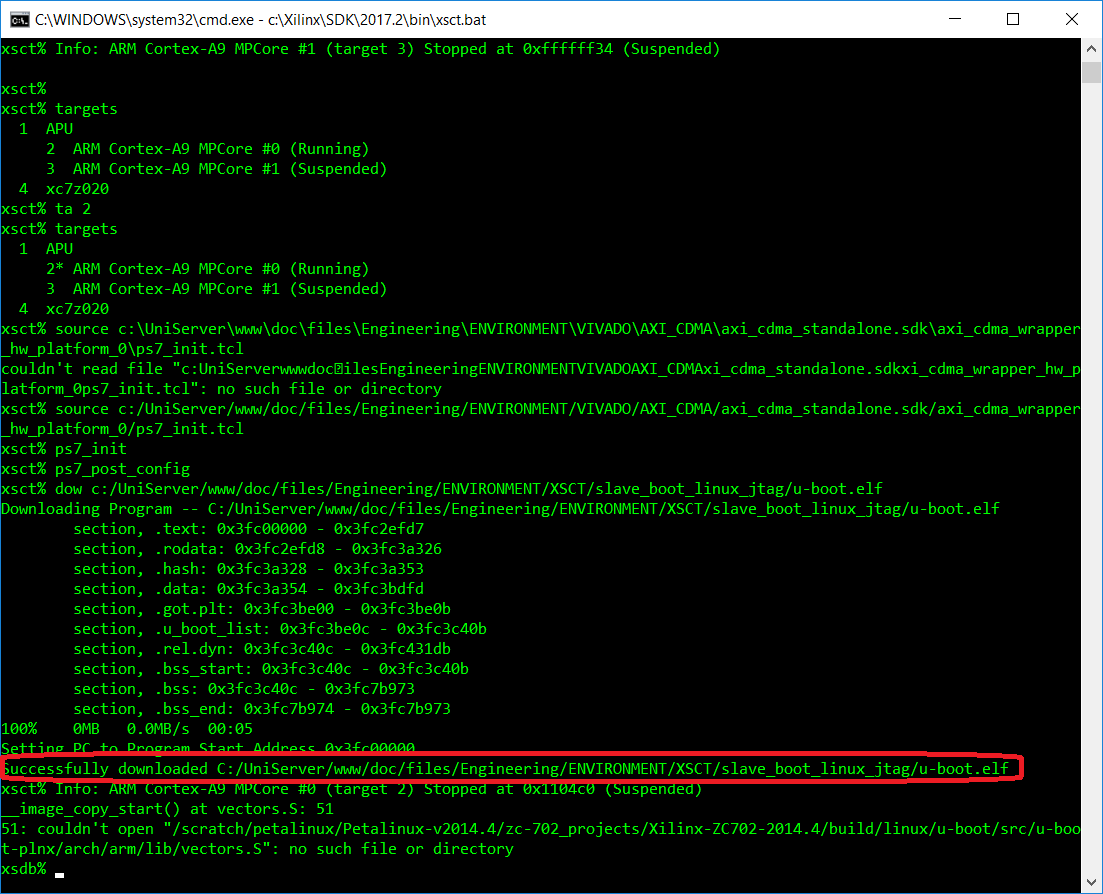 C:\WINDOWS\system32\cmd.exe - c:\Xilinx\SDK\2017.2\bin\xsct.bat
xsct% Info: ARM Cortex-A9 MPCore #1 (target 3) Stopped at 0xffffff34 (Suspended)
xsct%
xsct% targets
1 APU
2 ARM Cortex-A9 MPCore #0 (Running)
3 ARM Cortex-A9 MPCore #1 (Suspended)
4 xc7z020
xsct% ta 2
xsct% targets
1 APU
2* ARM Cortex-A9 MPCore #0 (Running)
3 ARM Cortex-A9 MPCore #1 (Suspended)
4 xc7z020
xsct% source c:\UniServer\www\doc\files\Engineering\ENVIRONMENT\VIVADO\AXI_CDMA\axi_cdma_standalone.sdk\axi_cdma_wrapper
_hw_platform_0\ps7_init.tcl
couldn't read file "c:UniServerwwwdoc⍰ilesEngineeringENVIRONMENTVIVADOAXI_CDMAxi_cdma_standalone.sdkxi_cdma_wrapper_hw_p
latform_0ps7_init.tcl": no such file or directory
xsct% source c:/UniServer/www/doc/files/Engineering/ENVIRONMENT/VIVADO/AXI_CDMA/axi_cdma_standalone.sdk/axi_cdma_wrapper
_hw_platform_0/ps7_init.tcl
xsct% ps7_init
xsct% ps7_post_config
xsct% dow c:/UniServer/www/doc/files/Engineering/ENVIRONMENT/XSCT/slave_boot_linux_jtag/u-boot.elf
Downloading Program -- C:/UniServer/www/doc/files/Engineering/ENVIRONMENT/XSCT/slave_boot_linux_jtag/u-boot.elf
section, .text: 0x3fc00000 - 0x3fc2efd7
section, .rodata: 0x3fc2efd8 - 0x3fc3a326
section, .hash: 0x3fc3a328 - 0x3fc3a353
section, .data: 0x3fc3a354 - 0x3fc3bdfd
section, .got.plt: 0x3fc3be00 - 0x3fc3be0b
section, .u_boot_list: 0x3fc3be0c - 0x3fc3c40b
section, .rel.dyn: 0x3fc3c40c - 0x3fc431db
section, .bss_start: 0x3fc3c40c - 0x3fc3c40b
section, .bss: 0x3fc3c40c - 0x3fc7b973
section, .bss_end: 0x3fc7b974 - 0x3fc7b973
100% 0MB 0.0MB/s 00:05
Setting PC to Program Start Address 0x3fc00000
Successfully downloaded C:/UniServer/www/doc/files/Engineering/ENVIRONMENT/XSCT/slave_boot_linux_jtag/u-boot.elf
xsct% Info: ARM Cortex-A9 MPCore #0 (target 2) Stopped at 0x1104c0 (Suspended)
__image_copy_start() at vectors.S: 51
51: couldn't open "/scratch/petalinux/Petalinux-v2014.4/zc-702_projects/Xilinx-ZC702-2014.4/build/linux/u-boot/src/u-boo
t-plnx/arch/arm/lib/vectors.S": no such file or directory
xsdb%